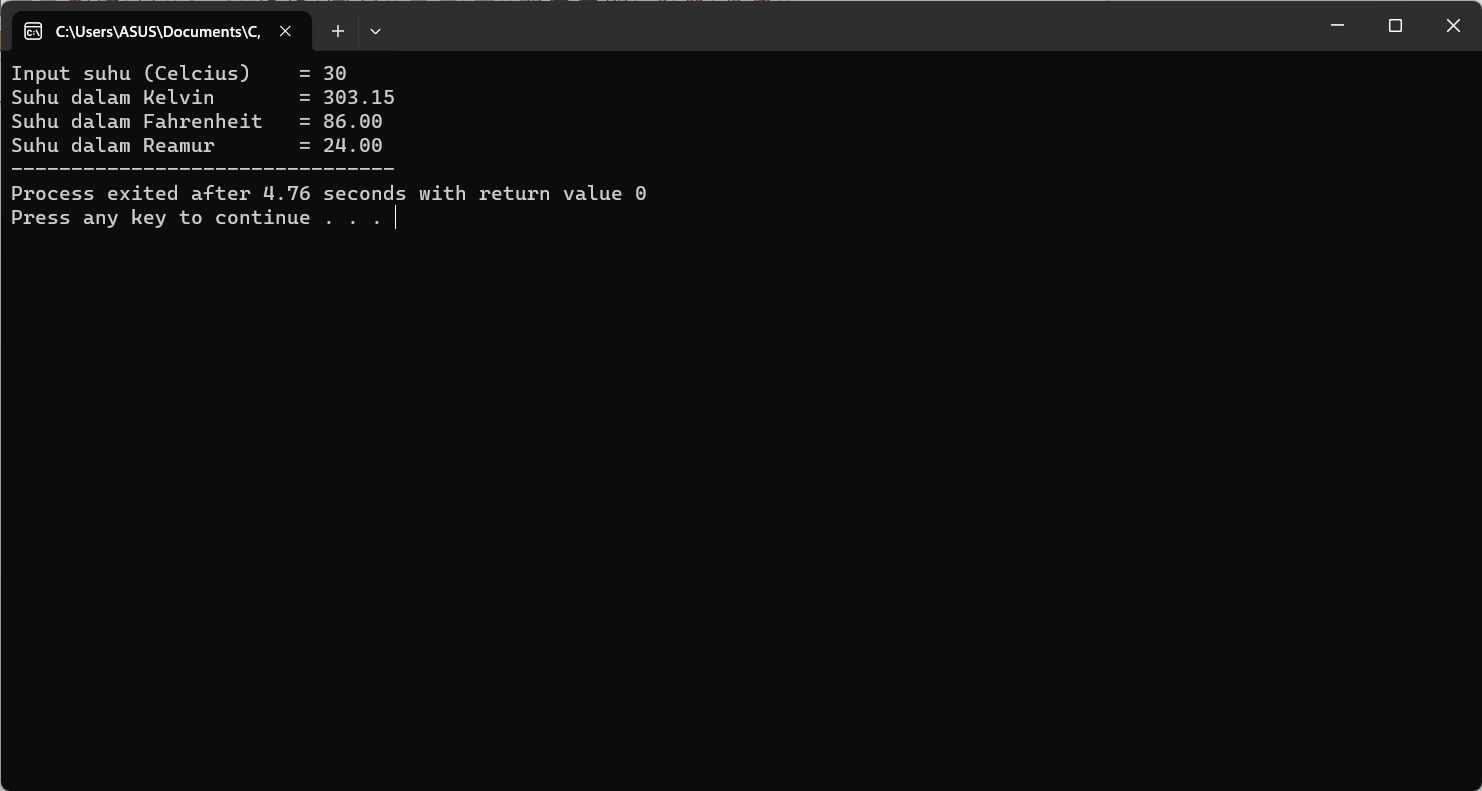 C:\Users\ASUS\Documents\C,
Input suhu (Celcius)    = 30
Suhu dalam Kelvin       = 303.15
Suhu dalam Fahrenheit   = 86.00
Suhu dalam Reamur       = 24.00
--------------------------------
Process exited after 4.76 seconds with return value 0
Press any key to continue . . .